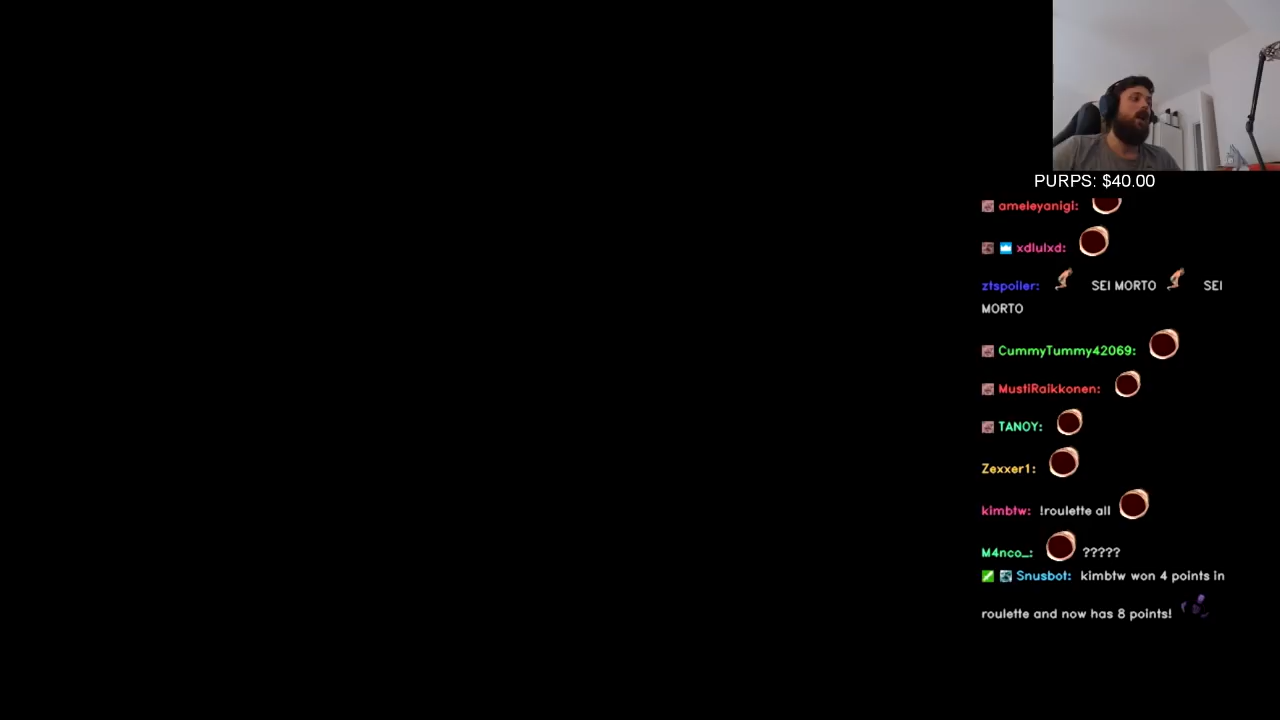 PURPS: $40.00
ameleyanigi:
xdlulxd:
ztspoiler: SEI MORTO SEI
MORTO
CummyTummy42069:
MustiRaikkonen:
TANOY:
Zexxer1:
kimbtw: !roulette all
M4nco_: ?????
Snusbot: kimbtw won 4 points in
roulette and now has 8 points!